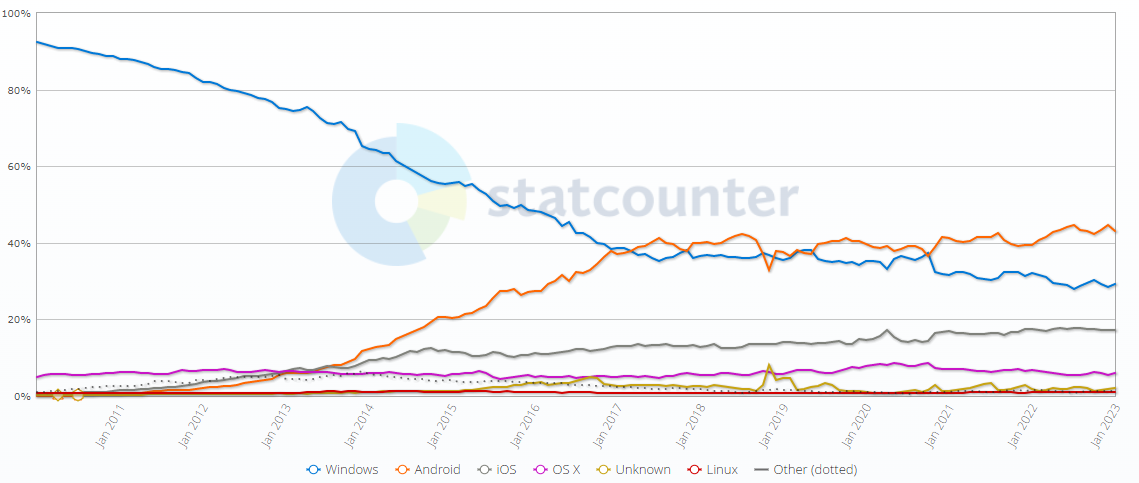 100%
80%
60%
statcounter
40%
20%
0%
Jan 2011
Jan 2012
Jan 2013
Jan 2014
Jan 2015
Jan 2016
Jan 2017
Jan 2018
Jan 2019
Jan 2020
Jan 2021
Jan 2022
Jan 2023
Windows Android iOS OS X Unknown Linux Other (dotted)